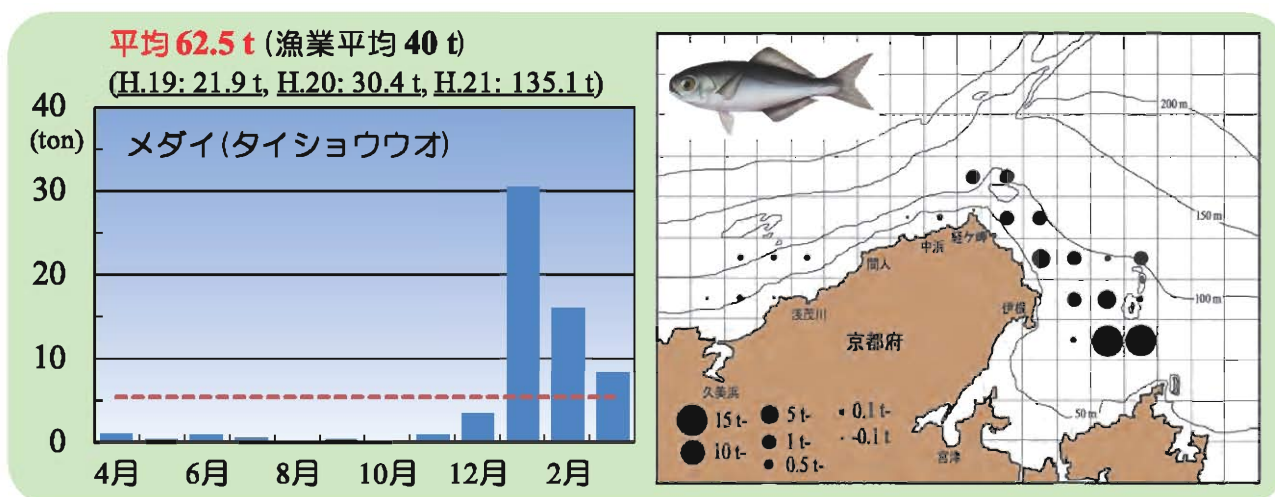 平均 62.5 t (漁業平均 40 t)
(H.19: 21.9 t, H.20: 30.4 t, H.21: 135.1 t)
40
(ton)
メダイ(タイショウウオ)
30
20
10
0
4月 6月 8月 10月 12月 2月
200 m
150 m
経ケ岬
中浜
間人
100 m
伊根
浅茂川
京都府
久美浜
50 m
15 t- 5 t- 0.1 t-
10 t- 1 t- -0.1 t
0.5 t-
宮津